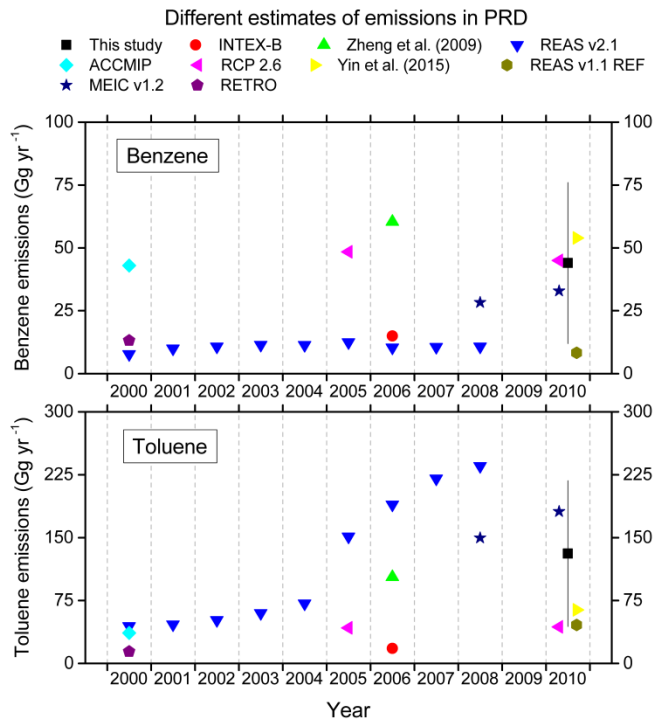 Different estimates of emissions in PRD
This study INTEX-B Zheng et al. (2009) REAS v2.1
ACCMIP RCP 2.6 Yin et al. (2015) REAS v1.1 REF
MEIC v1.2 RETRO
100 100
Benzene
75 75
50 50
25 25
0 0
Benzene emissions (Gg yr⁻¹)
2000 2001 2002 2003 2004 2005 2006 2007 2008 2009 2010
300 300
Toluene
225 225
150 150
75 75
0 0
Toluene emissions (Gg yr⁻¹)
2000 2001 2002 2003 2004 2005 2006 2007 2008 2009 2010
Year